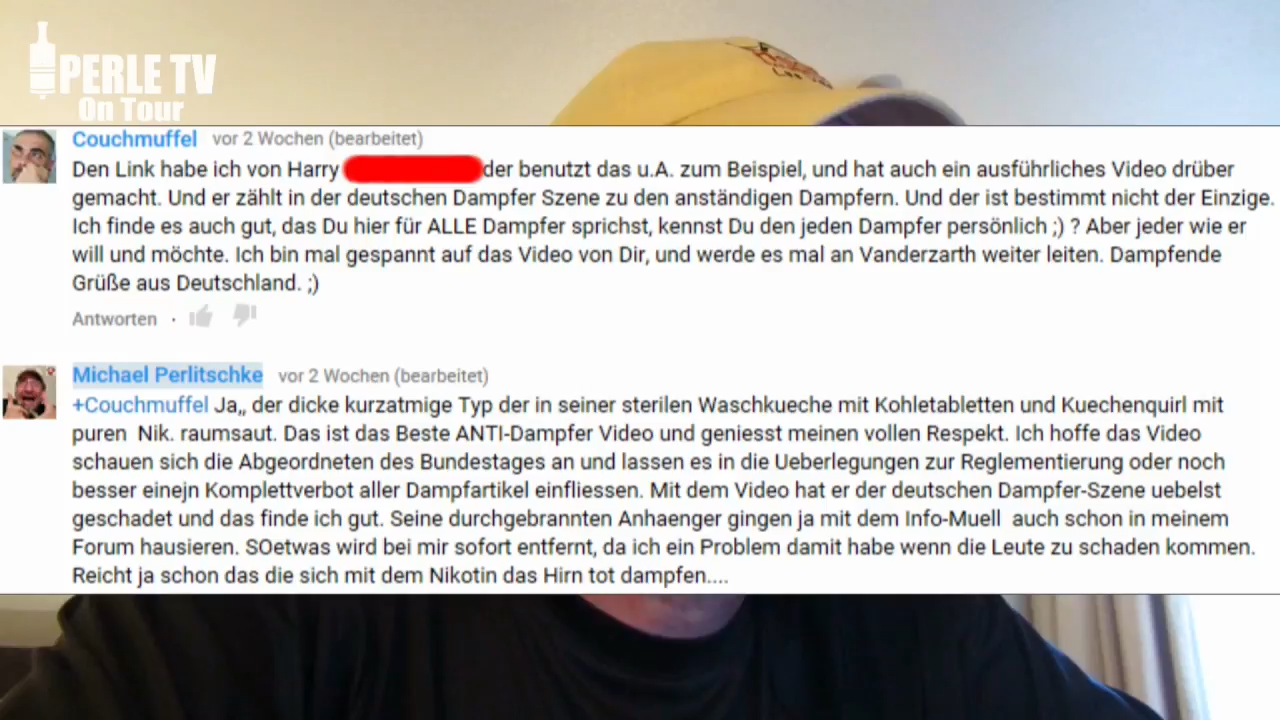 PERLE TV
On Tour
Couchmuffel vor 2 Wochen (bearbeitet)
Den Link habe ich von Harry der benutzt das u.A. zum Beispiel, und hat auch ein ausführliches Video drüber
gemacht. Und er zählt in der deutschen Dampfer Szene zu den anständigen Dampfern. Und der ist bestimmt nicht der Einzige.
Ich finde es auch gut, das Du hier für ALLE Dampfer sprichst, kennst Du den jeden Dampfer persönlich ;) ? Aber jeder wie er
will und möchte. Ich bin mal gespannt auf das Video von Dir, und werde es mal an Vanderzarth weiter leiten. Dampfende
Grüße aus Deutschland. ;)
Antworten ·
Michael Perlitschke vor 2 Wochen (bearbeitet)
+Couchmuffel Ja,, der dicke kurzatmige Typ der in seiner sterilen Waschkueche mit Kohletabletten und Kuechenquirl mit
puren Nik. raumsaut. Das ist das Beste ANTI-Dampfer Video und geniesst meinen vollen Respekt. Ich hoffe das Video
schauen sich die Abgeordneten des Bundestages an und lassen es in die Ueberlegungen zur Reglementierung oder noch
besser einejn Komplettverbot aller Dampfartikel einfliessen. Mit dem Video hat er der deutschen Dampfer-Szene uebelst
geschadet und das finde ich gut. Seine durchgebrannten Anhaenger gingen ja mit dem Info-Muell auch schon in meinem
Forum hausieren. SOetwas wird bei mir sofort entfernt, da ich ein Problem damit habe wenn die Leute zu schaden kommen.
Reicht ja schon das die sich mit dem Nikotin das Hirn tot dampfen....